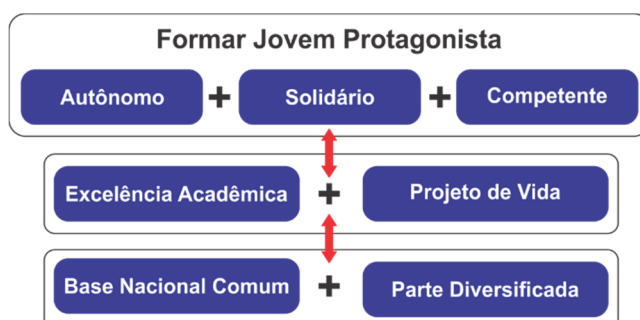 Formar Jovem Protagonista
Autônomo + Solidário + Competente
Excelência Acadêmica + Projeto de Vida
Base Nacional Comum + Parte Diversificada